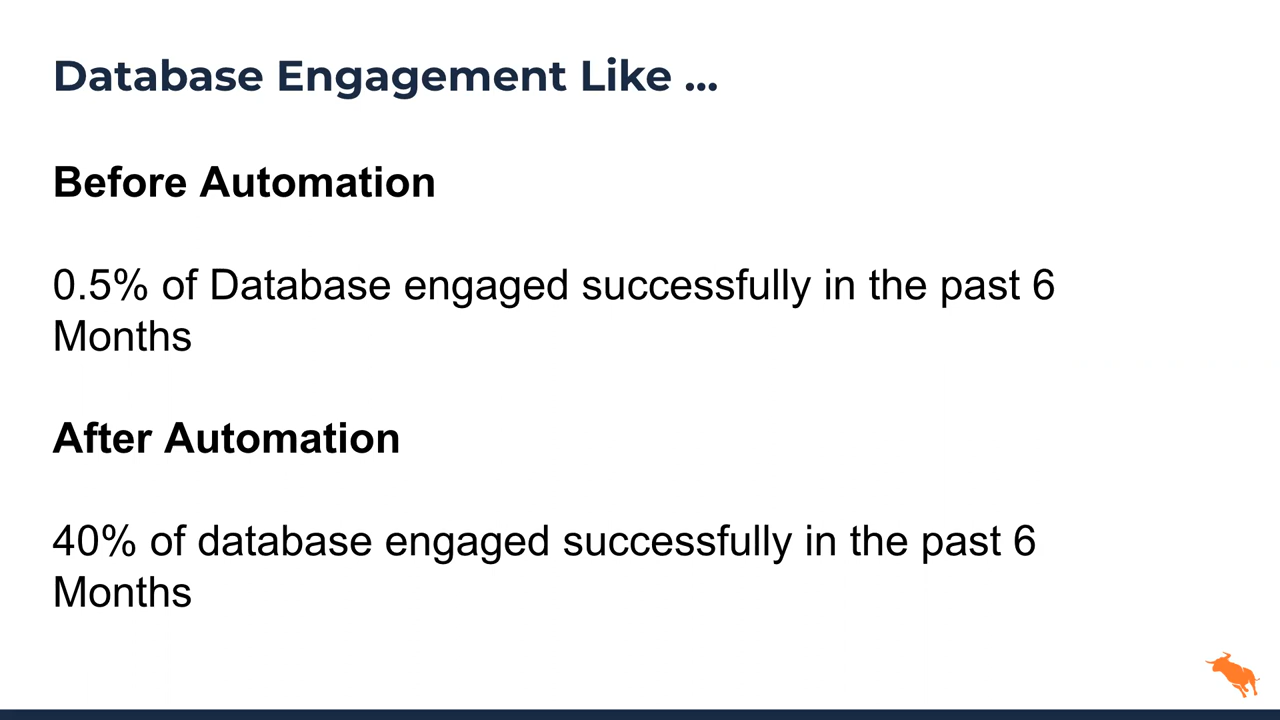 Database Engagement Like ...
Before Automation
0.5% of Database engaged successfully in the past 6
Months
After Automation
40% of database engaged successfully in the past 6
Months